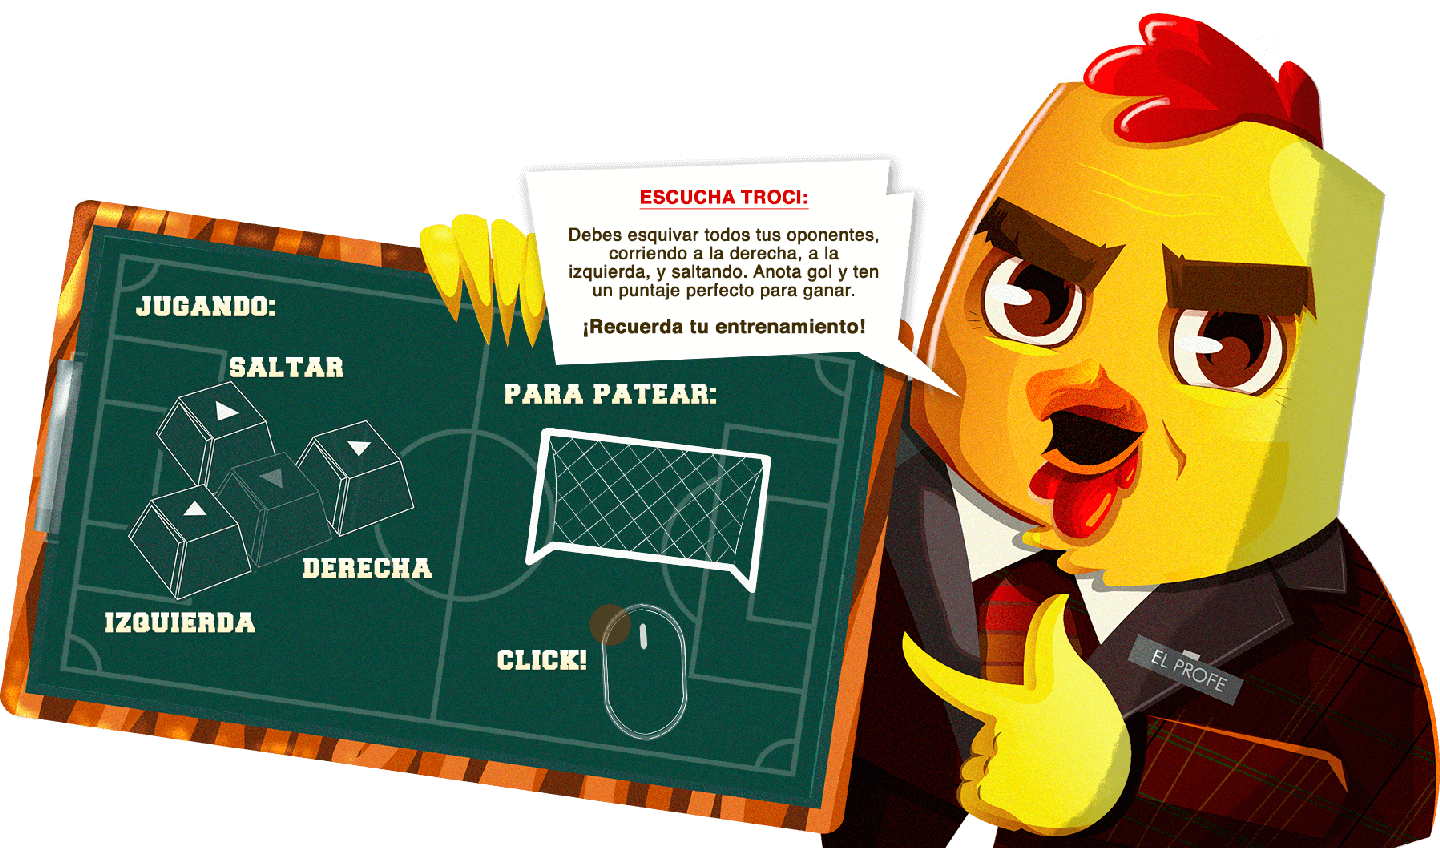 ESCUCHA TROCI:
Debes esquivar todos tus oponentes,
corriendo a la derecha, a la
izquierda, y saltando. Anota gol y ten
un puntaje perfecto para ganar.
¡Recuerda tu entrenamiento!
JUGANDO:
SALTAR
DERECHA
IZQUIERDA
PARA PATEAR:
CLICK!
EL PROFE